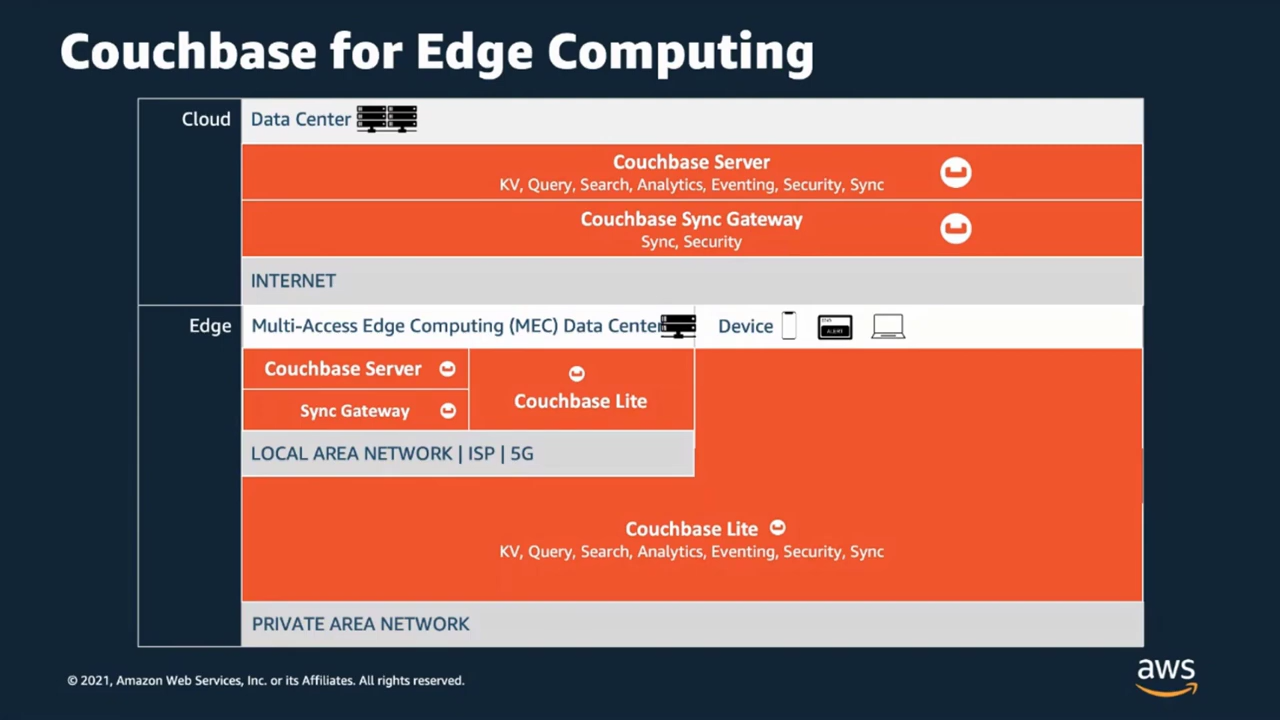 Couchbase for Edge Computing
Cloud
Data Center
Couchbase Server
KV, Query, Search, Analytics, Eventing, Security, Sync
Couchbase Sync Gateway
Sync, Security
INTERNET
Edge
Multi-Access Edge Computing (MEC) Data Center
Device
ALERT
Couchbase Server
Sync Gateway
Couchbase Lite
LOCAL AREA NETWORK | ISP | 5G
Couchbase Lite
KV, Query, Search, Analytics, Eventing, Security, Sync
PRIVATE AREA NETWORK
© 2021, Amazon Web Services, Inc. or its Affiliates. All rights reserved.
aws